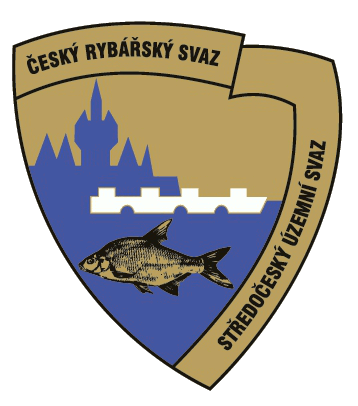 ČESKÝ RYBÁŘSKÝ SVAZ
STŘEDOČESKÝ ÚZEMNÍ SVAZ